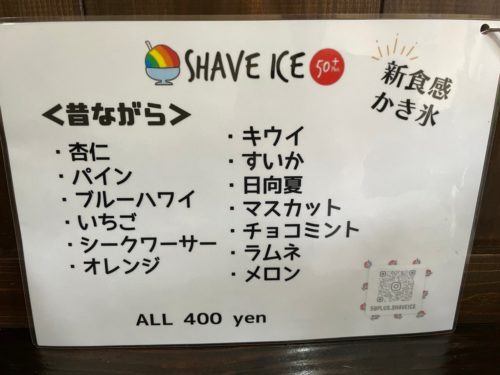 SHAVE ICE 50+
新食感
かき氷
＜昔ながら＞
・杏仁
・パイン
・ブルーハワイ
・いちご
・シークワーサー
・オレンジ
・キウイ
・すいか
・日向夏
・マスカット
・チョコミント
・ラムネ
・メロン
50PLUS.SHAVEICE
ALL 400 yen